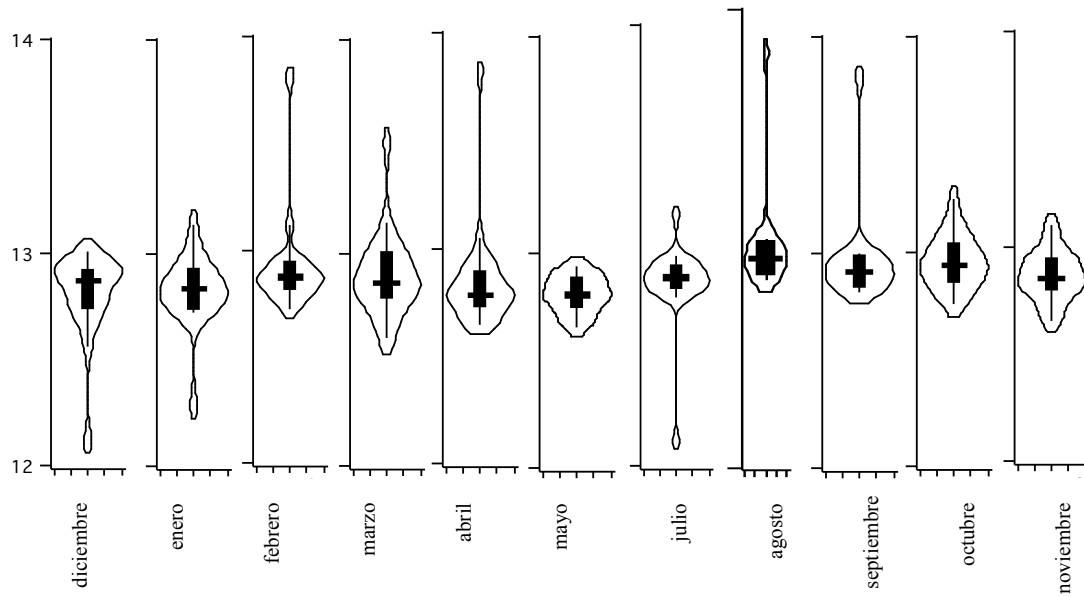 14
13
12
diciembre
enero
febrero
marzo
abril
mayo
julio
agosto
septiembre
octubre
noviembre